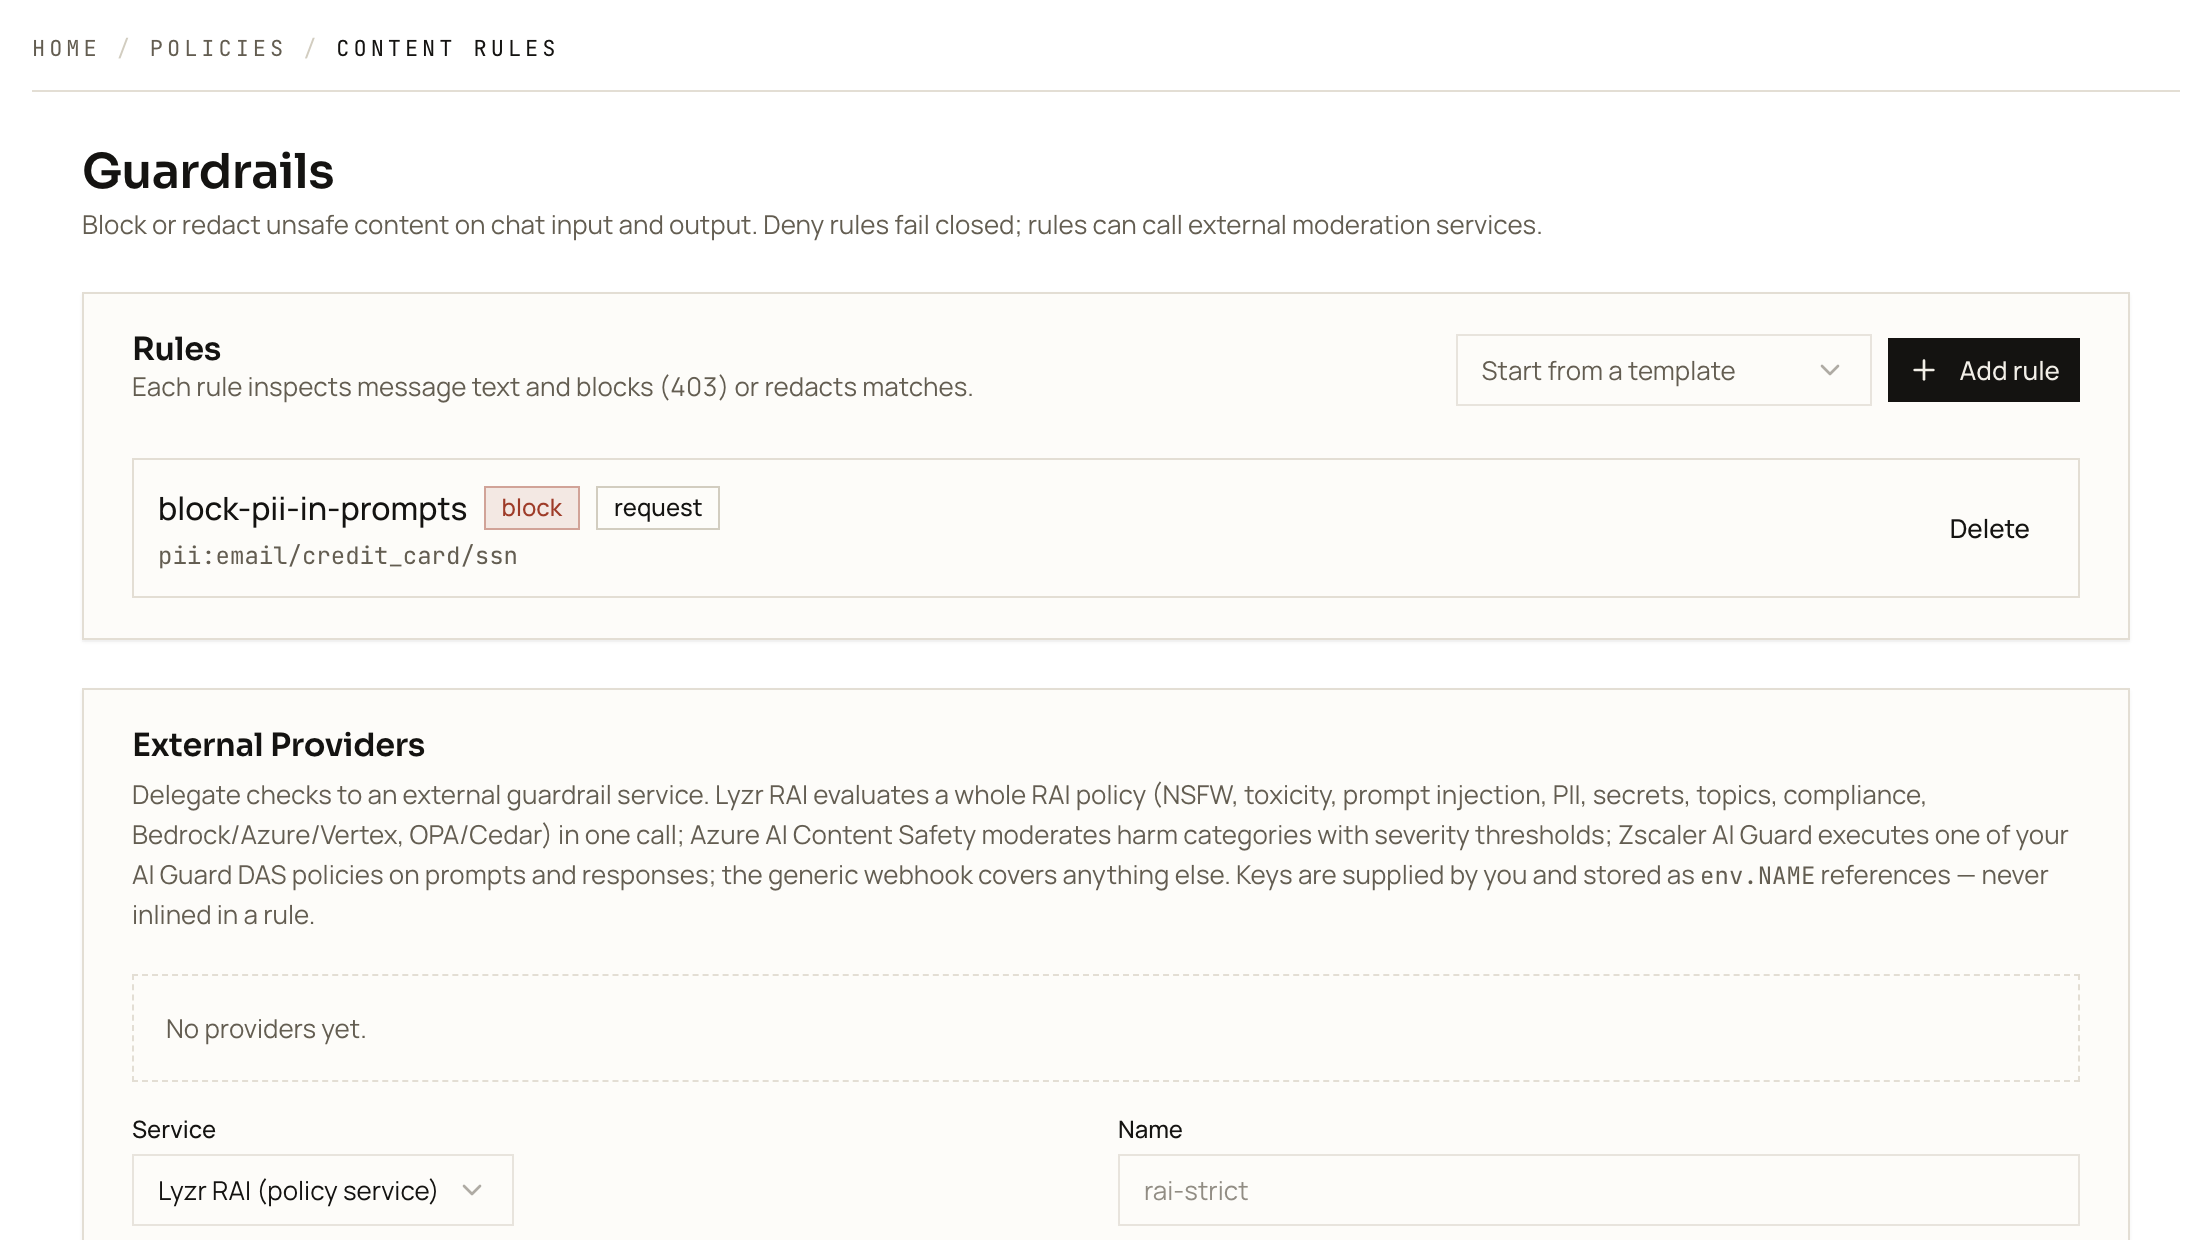 HOME / POLICIES / CONTENT RULES
Guardrails
Block or redact unsafe content on chat input and output. Deny rules fail closed; rules can call external moderation services.
Rules
Each rule inspects message text and blocks (403) or redacts matches.
Start from a template
+ Add rule
block-pii-in-prompts block request
pii:email/credit_card/ssn
Delete
External Providers
Delegate checks to an external guardrail service. Lyzr RAI evaluates a whole RAI policy (NSFW, toxicity, prompt injection, PII, secrets, topics, compliance,
Bedrock/Azure/Vertex, OPA/Cedar) in one call; Azure AI Content Safety moderates harm categories with severity thresholds; Zscaler AI Guard executes one of your
AI Guard DAS policies on prompts and responses; the generic webhook covers anything else. Keys are supplied by you and stored as env.NAME references — never
inlined in a rule.
No providers yet.
Service
Lyzr RAI (policy service)
Name
rai-strict